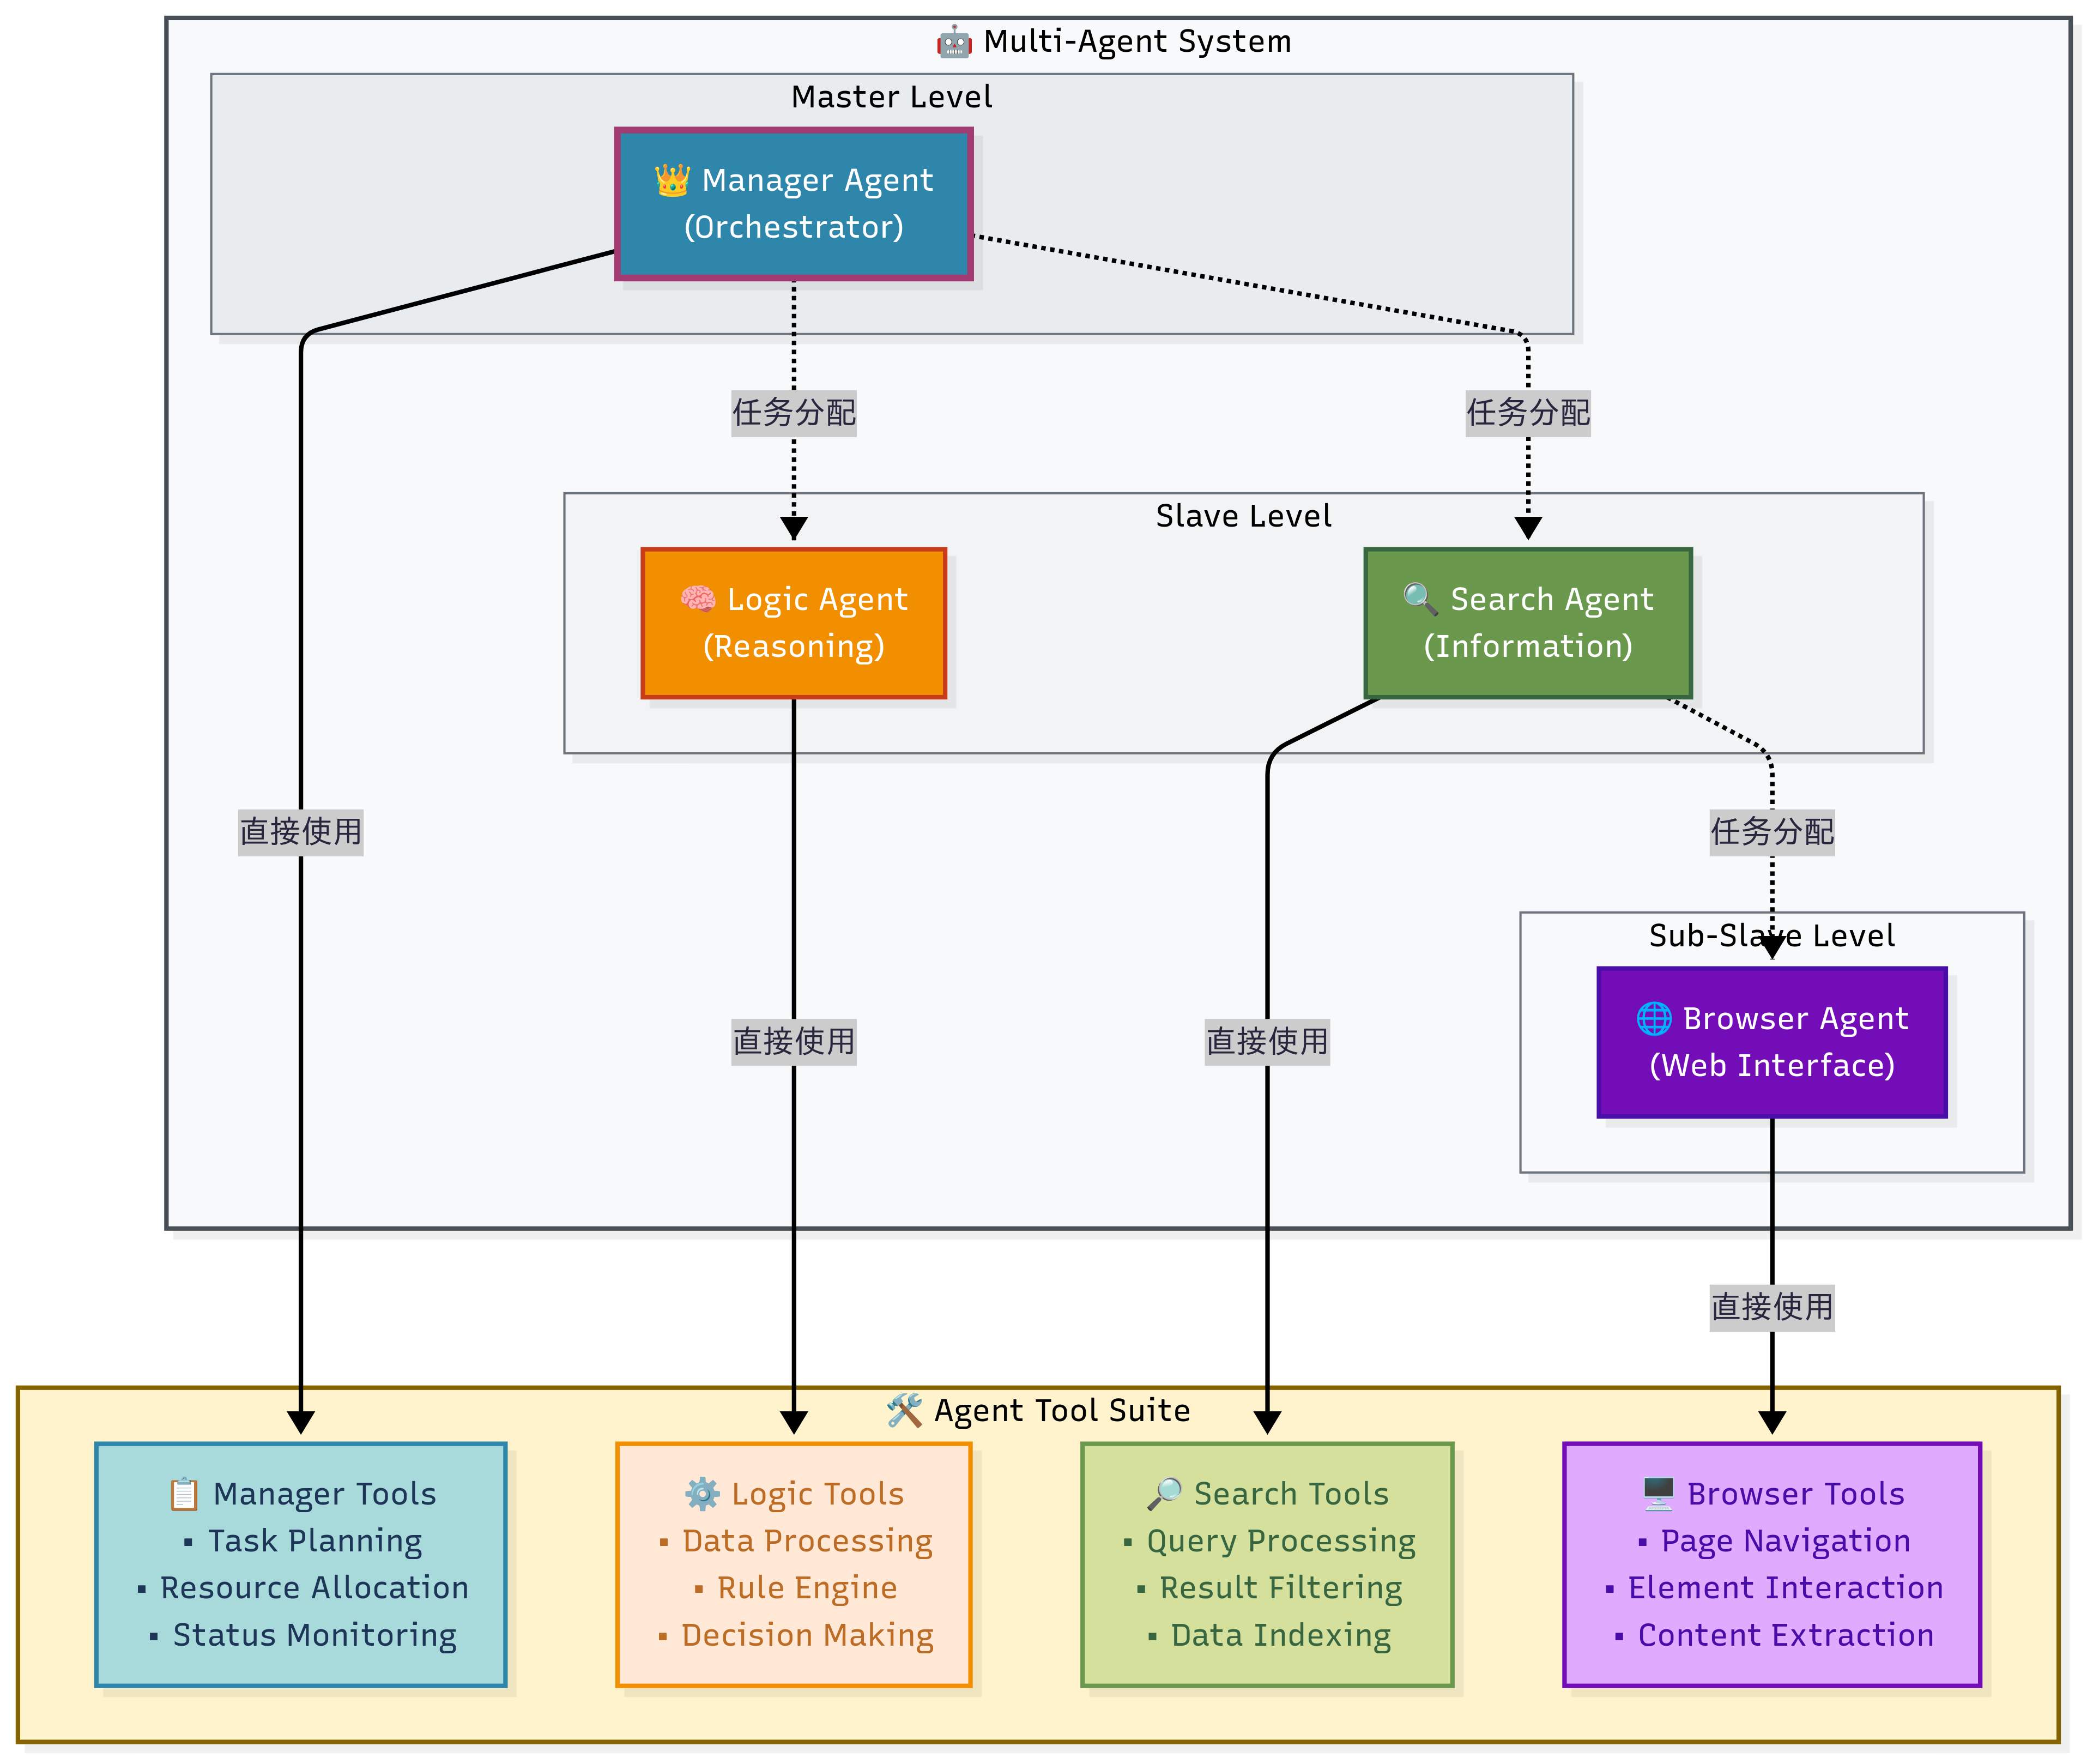 🤖 Multi-Agent System
Master Level
👑 Manager Agent
(Orchestrator)
任务分配
任务分配
Slave Level
🧠 Logic Agent
(Reasoning)
🔍 Search Agent
(Information)
直接使用
任务分配
Sub-Slave Level
🌐 Browser Agent
(Web Interface)
直接使用
直接使用
直接使用
🛠️ Agent Tool Suite
📋 Manager Tools
▪ Task Planning
▪ Resource Allocation
▪ Status Monitoring
⚙️ Logic Tools
▪ Data Processing
▪ Rule Engine
▪ Decision Making
🔎 Search Tools
▪ Query Processing
▪ Result Filtering
▪ Data Indexing
🖥️ Browser Tools
▪ Page Navigation
▪ Element Interaction
▪ Content Extraction